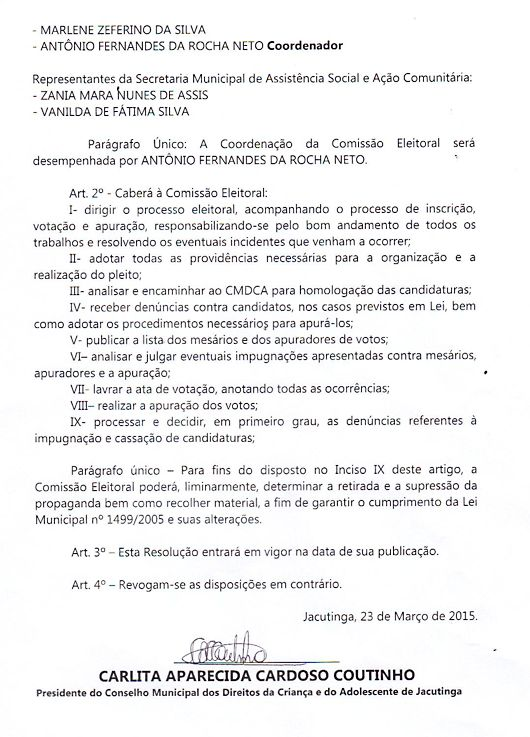 - MARLENE ZEFERINO DA SILVA
- ANTÔNIO FERNANDES DA ROCHA NETO Coordenador
Representantes da Secretaria Municipal de Assistência Social e Ação Comunitária:
- ZANIA MARA NUNES DE ASSIS
- VANILDA DE FÁTIMA SILVA
Parágrafo Único: A Coordenação da Comissão Eleitoral será
desempenhada por ANTÔNIO FERNANDES DA ROCHA NETO.
Art. 2º - Caberá à Comissão Eleitoral:
I- dirigir o processo eleitoral, acompanhando o processo de inscrição,
votação e apuração, responsabilizando-se pelo bom andamento de todos os
trabalhos e resolvendo os eventuais incidentes que venham a ocorrer;
II- adotar todas as providências necessárias para a organização e a
realização do pleito;
III- analisar e encaminhar ao CMDCA para homologação das candidaturas;
IV- receber denúncias contra candidatos, nos casos previstos em Lei, bem
como adotar os procedimentos necessários para apurá-los;
V- publicar a lista dos mesários e dos apuradores de votos;
VI– analisar e julgar eventuais impugnações apresentadas contra mesários,
apuradores e a apuração;
VII- lavrar a ata de votação, anotando todas as ocorrências;
VIII– realizar a apuração dos votos;
IX- processar e decidir, em primeiro grau, as denúncias referentes à
impugnação e cassação de candidaturas;
Parágrafo único – Para fins do disposto no Inciso IX deste artigo, a
Comissão Eleitoral poderá, liminarmente, determinar a retirada e a supressão da
propaganda bem como recolher material, a fim de garantir o cumprimento da Lei
Municipal nº 1499/2005 e suas alterações.
Art. 3º – Esta Resolução entrará em vigor na data de sua publicação.
Art. 4º – Revogam-se as disposições em contrário.
Jacutinga, 23 de Março de 2015.
CARLITA APARECIDA CARDOSO COUTINHO
Presidente do Conselho Municipal dos Direitos da Criança e do Adolescente de Jacutinga